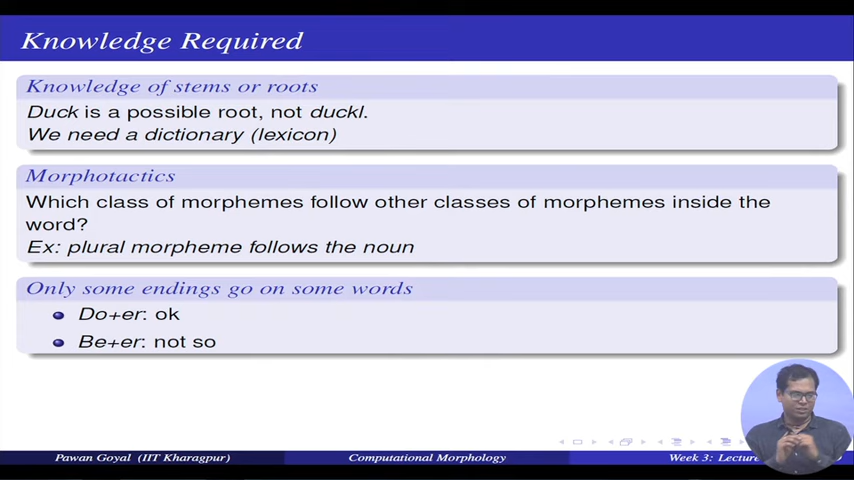 Knowledge Required
Knowledge of stems or roots
Duck is a possible root, not duckl.
We need a dictionary (lexicon)
Morphotactics
Which class of morphemes follow other classes of morphemes inside the
word?
Ex: plural morpheme follows the noun
Only some endings go on some words
Do+er: ok
Be+er: not so
Pawan Goyal (IIT Kharagpur)
Computational Morphology
Week 3: Lecture